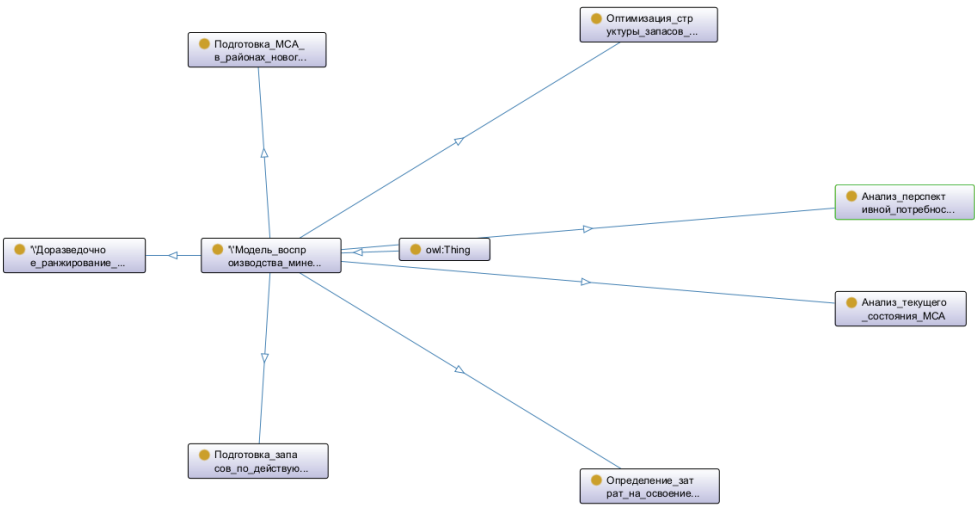 Оптимизация_стр
уктуры_запасов_...
Подготовка_МСА_
в_районах_новог...
Анализ_перспект
ивной_потребнос...
'\'Доразведочно
е_ранжирование_...
'\'Модель_воспр
оизводства_мине...
owl:Thing
Анализ_текущего
_состояния_МСА
Подготовка_запа
сов_по_действую...
Определение_зат
рат_на_освоение...